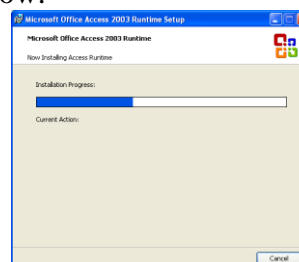 ow.
Microsoft Office Access 2003 Runtime Setup
Microsoft Office Access 2003 Runtime
Now Installing Access Runtime
Installation Progress:
Current Action:
Cancel